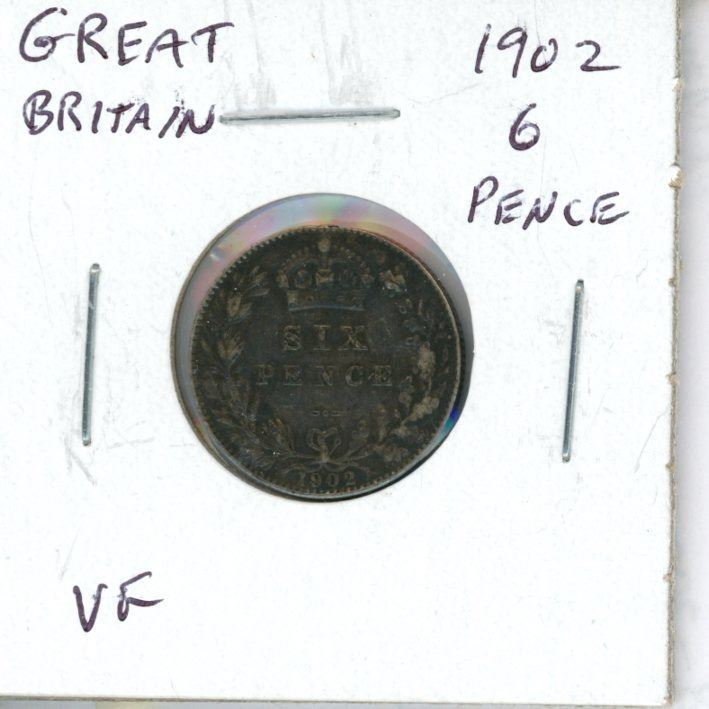 GREAT
BRITAIN
1902
6
PENCE
SIX
PENCE
1902
VF